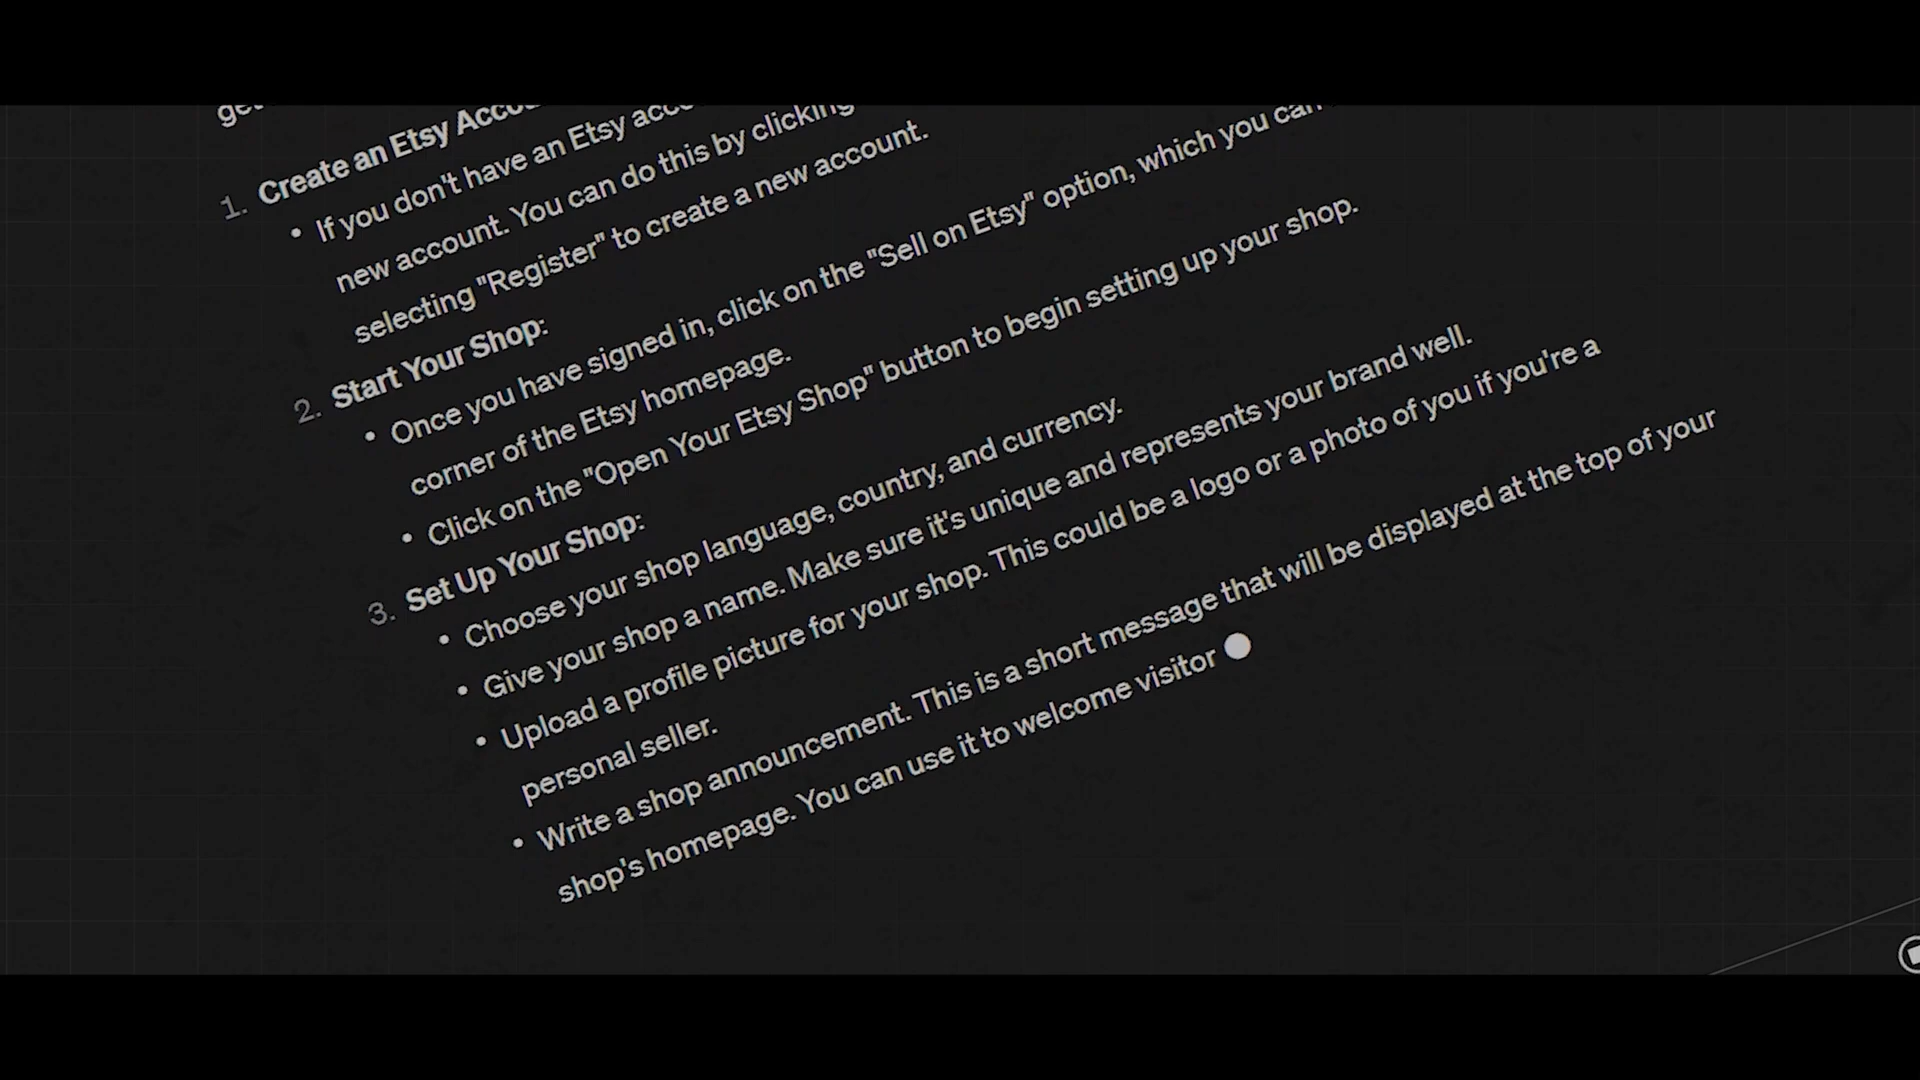 1. Create an Etsy
If you don't have an Etsy
new account. You can do this by clicking
selecting "Register" to create a new account.
2. Start Your Shop:
Once you have signed in, click on the "Sell on Etsy" option, which you can
corner of the Etsy homepage.
Click on the "Open Your Etsy Shop" button to begin setting up your shop.
3. Set Up Your Shop:
Choose your shop language, country, and currency.
Give your shop a name. Make sure it's unique and represents your brand well.
Upload a profile picture for your shop. This could be a logo or a photo of you if you're a
personal seller.
Write a shop announcement. This is a short message that will be displayed at the top of your
shop's homepage. You can use it to welcome visitor